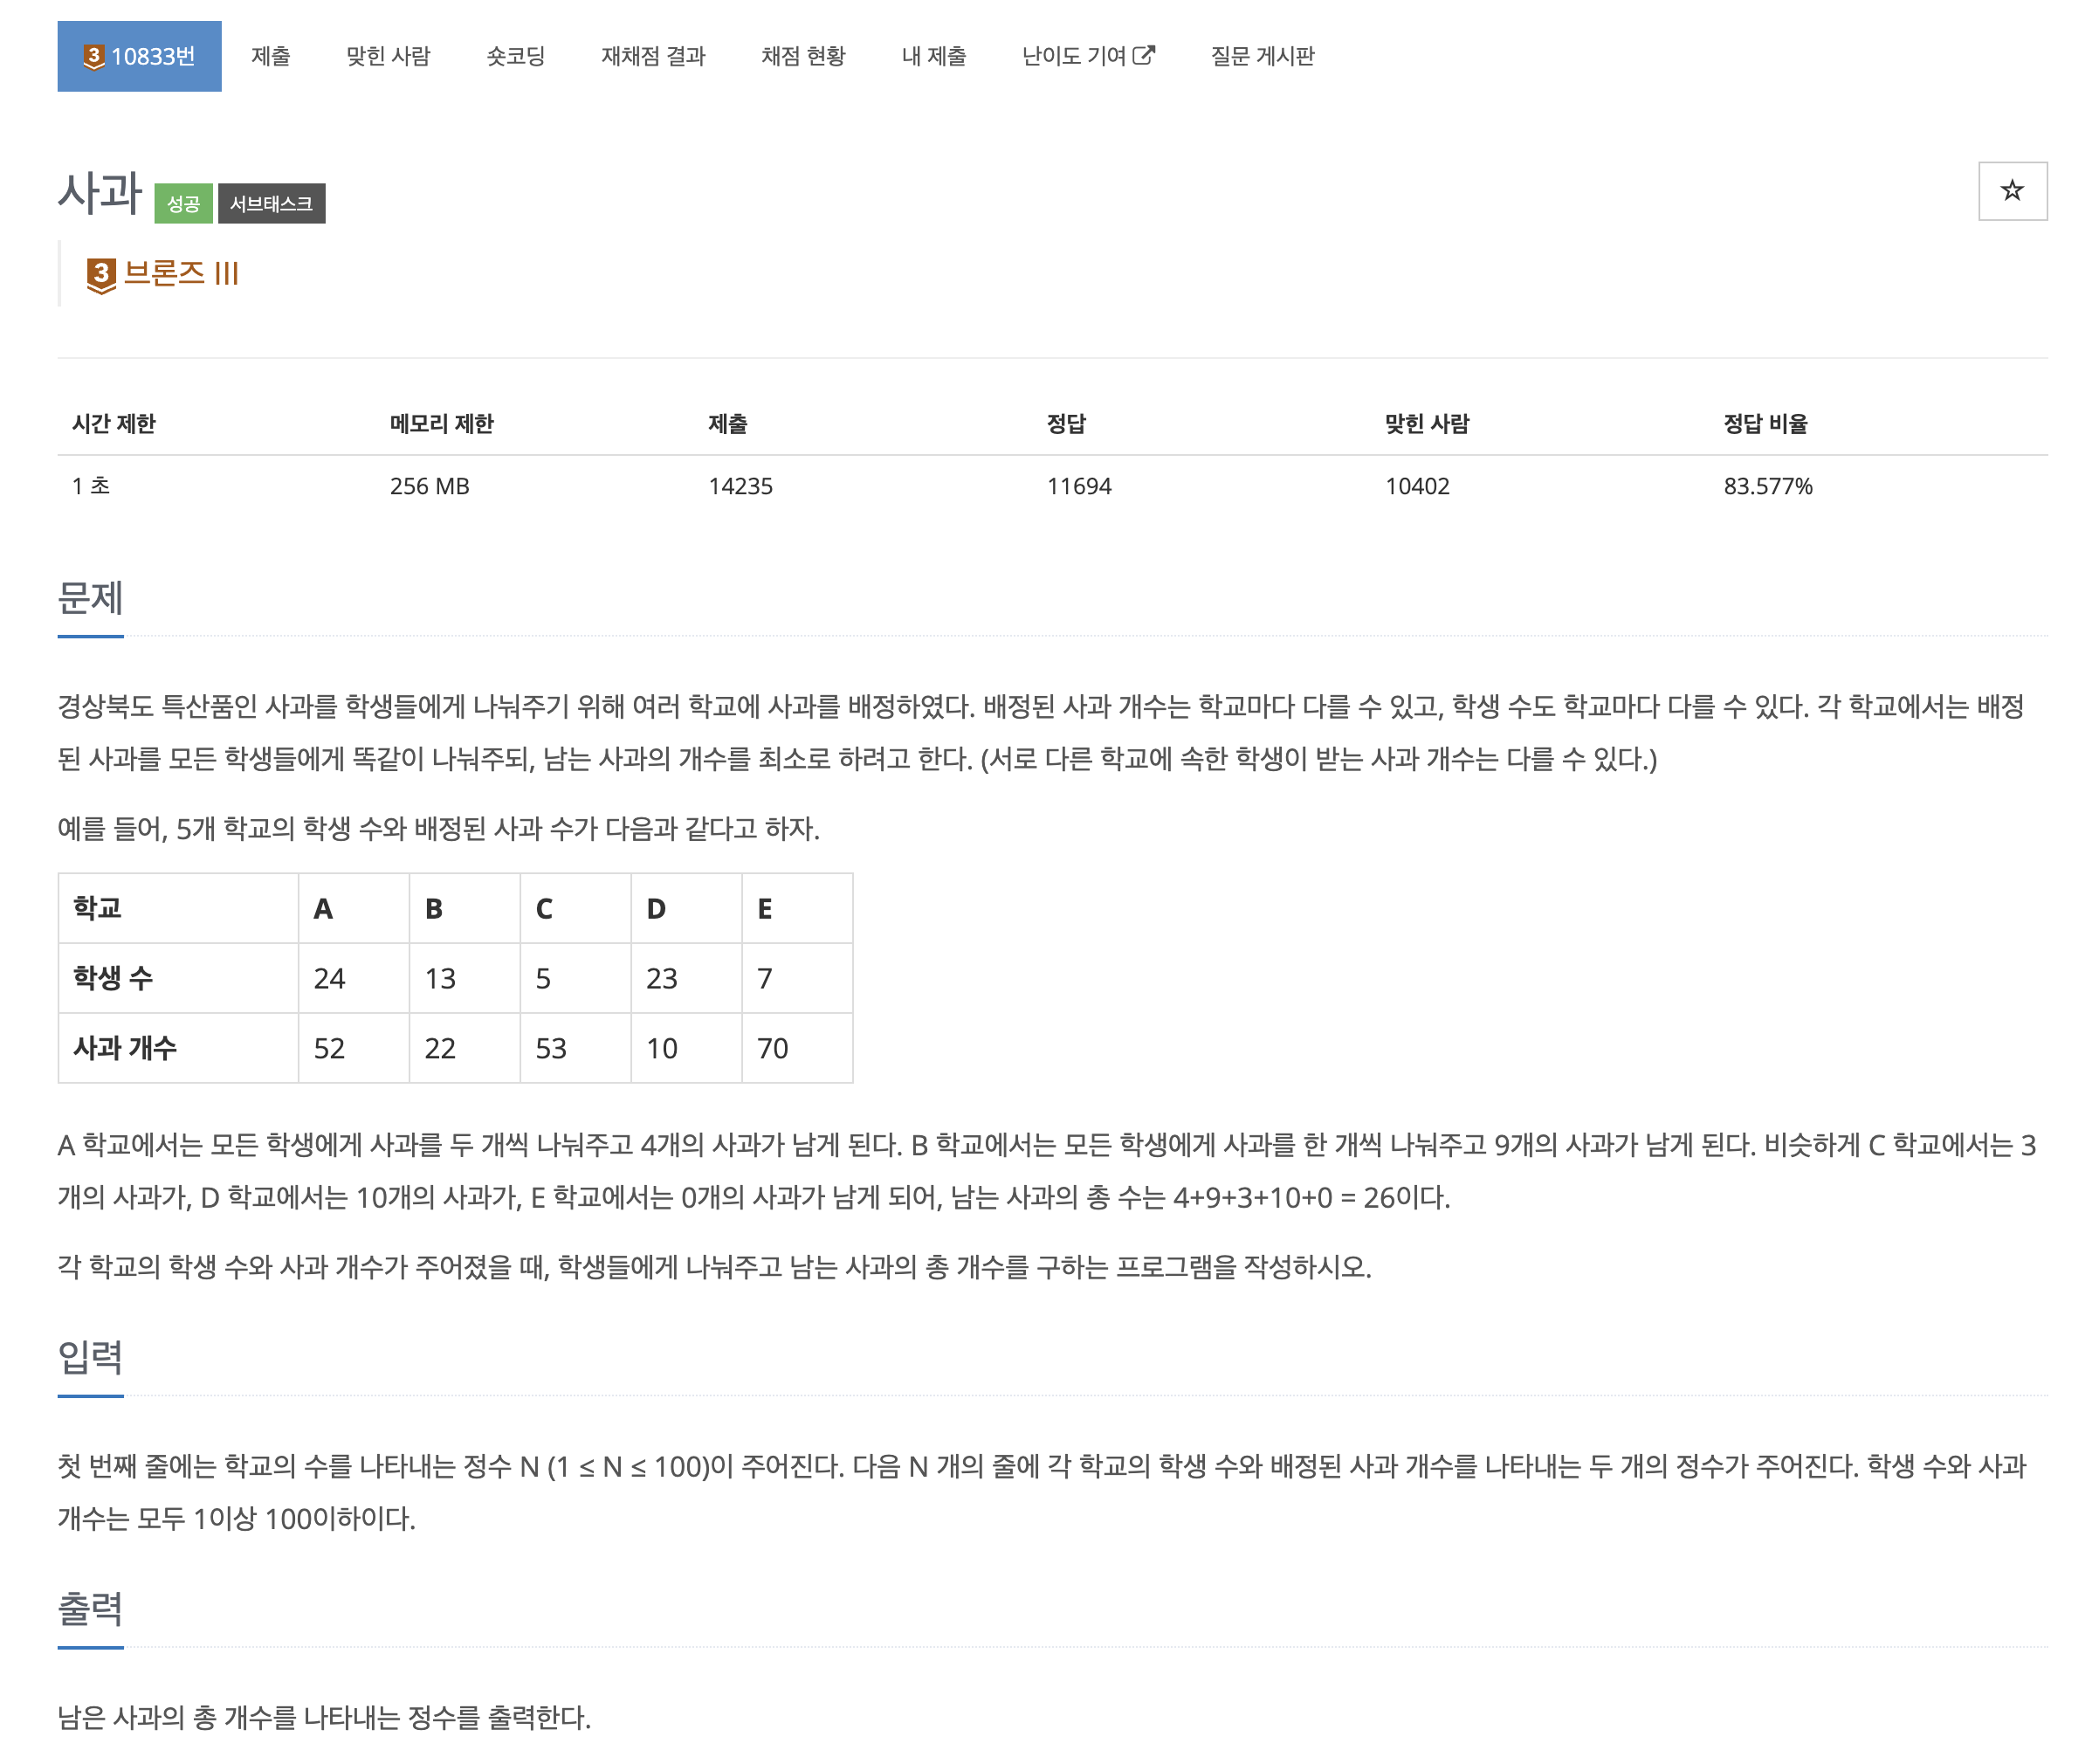 3 10833번 제출 맞힌 사람 숏코딩 재채점 결과 채점 현황 내 제출 난이도 기여 질문 게시판
사과 성공 서브태스크
3 브론즈 III
시간 제한 메모리 제한 제출 정답 맞힌 사람 정답 비율
1 초 256 MB 14235 11694 10402 83.577%
문제
경상북도 특산품인 사과를 학생들에게 나눠주기 위해 여러 학교에 사과를 배정하였다. 배정된 사과 개수는 학교마다 다를 수 있고, 학생 수도 학교마다 다를 수 있다. 각 학교에서는 배정
된 사과를 모든 학생들에게 똑같이 나눠주되, 남는 사과의 개수를 최소로 하려고 한다. (서로 다른 학교에 속한 학생이 받는 사과 개수는 다를 수 있다.)
예를 들어, 5개 학교의 학생 수와 배정된 사과 수가 다음과 같다고 하자.
학교 A B C D E
학생 수 24 13 5 23 7
사과 개수 52 22 53 10 70
A 학교에서는 모든 학생에게 사과를 두 개씩 나눠주고 4개의 사과가 남게 된다. B 학교에서는 모든 학생에게 사과를 한 개씩 나눠주고 9개의 사과가 남게 된다. 비슷하게 C 학교에서는 3
개의 사과가, D 학교에서는 10개의 사과가, E 학교에서는 0개의 사과가 남게 되어, 남는 사과의 총 수는 4+9+3+10+0 = 26이다.
각 학교의 학생 수와 사과 개수가 주어졌을 때, 학생들에게 나눠주고 남는 사과의 총 개수를 구하는 프로그램을 작성하시오.
입력
첫 번째 줄에는 학교의 수를 나타내는 정수 N (1 ≤ N ≤ 100)이 주어진다. 다음 N 개의 줄에 각 학교의 학생 수와 배정된 사과 개수를 나타내는 두 개의 정수가 주어진다. 학생 수와 사과
개수는 모두 1이상 100이하이다.
출력
남은 사과의 총 개수를 나타내는 정수를 출력한다.